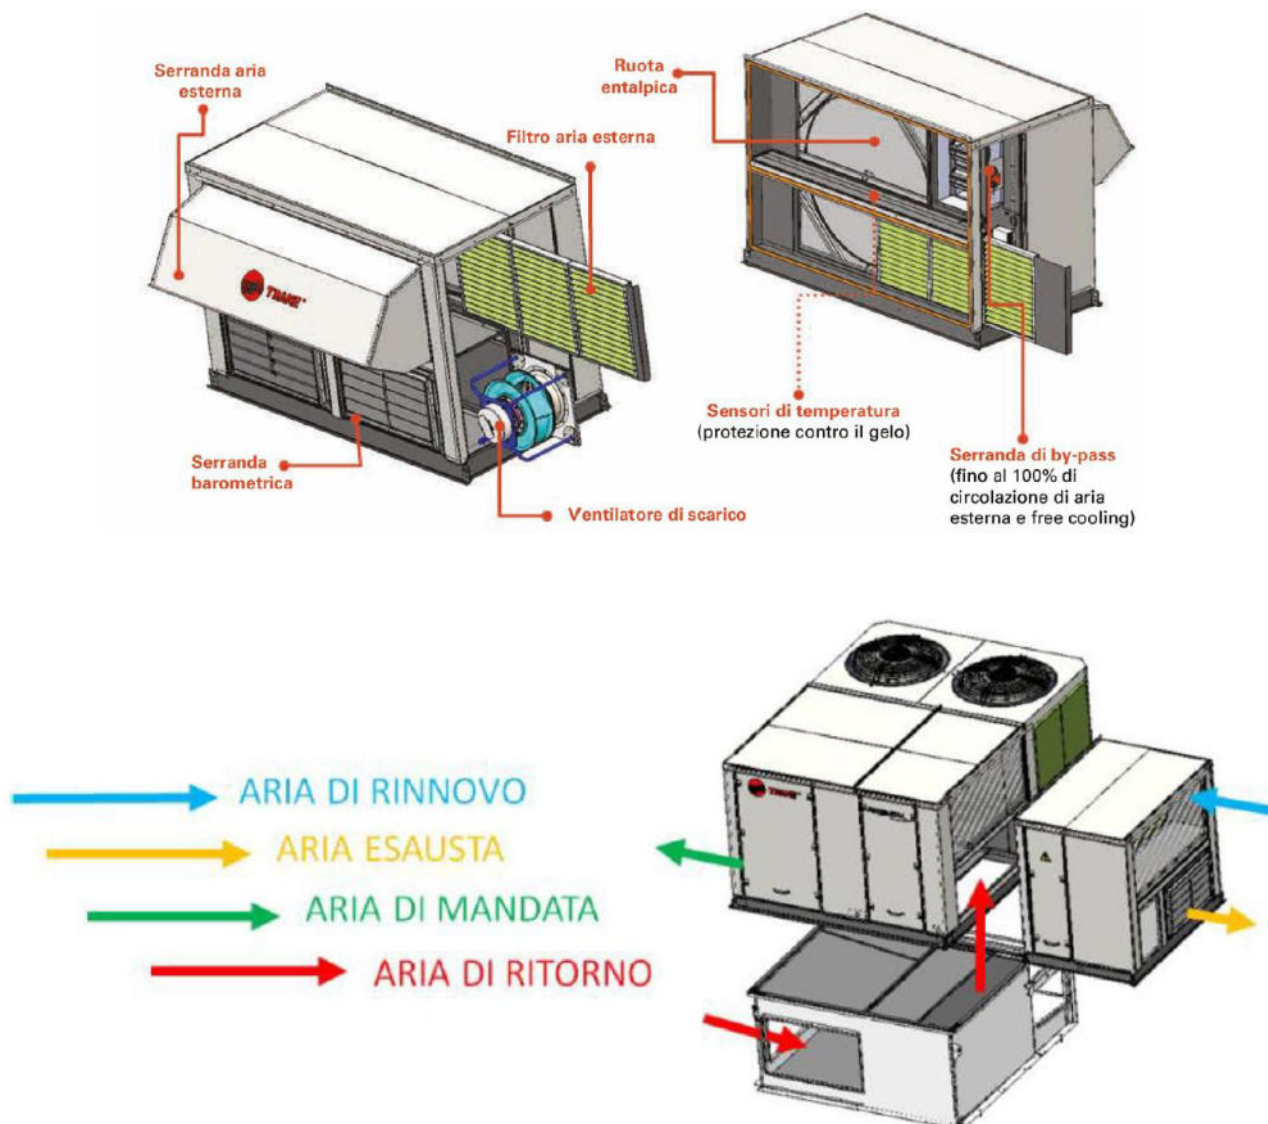 Serranda aria
esterna
Filtro aria esterna
Ruota
entalpica
TRANE
Sensori di temperatura
(protezione contro il gelo)
Serranda
barometrica
Serranda di by-pass
(fino al 100% di
circolazione di aria
esterna e free cooling)
Ventilatore di scarico
ARIA DI RINNOVO
ARIA ESAUSTA
ARIA DI MANDATA
ARIA DI RITORNO
TRANE